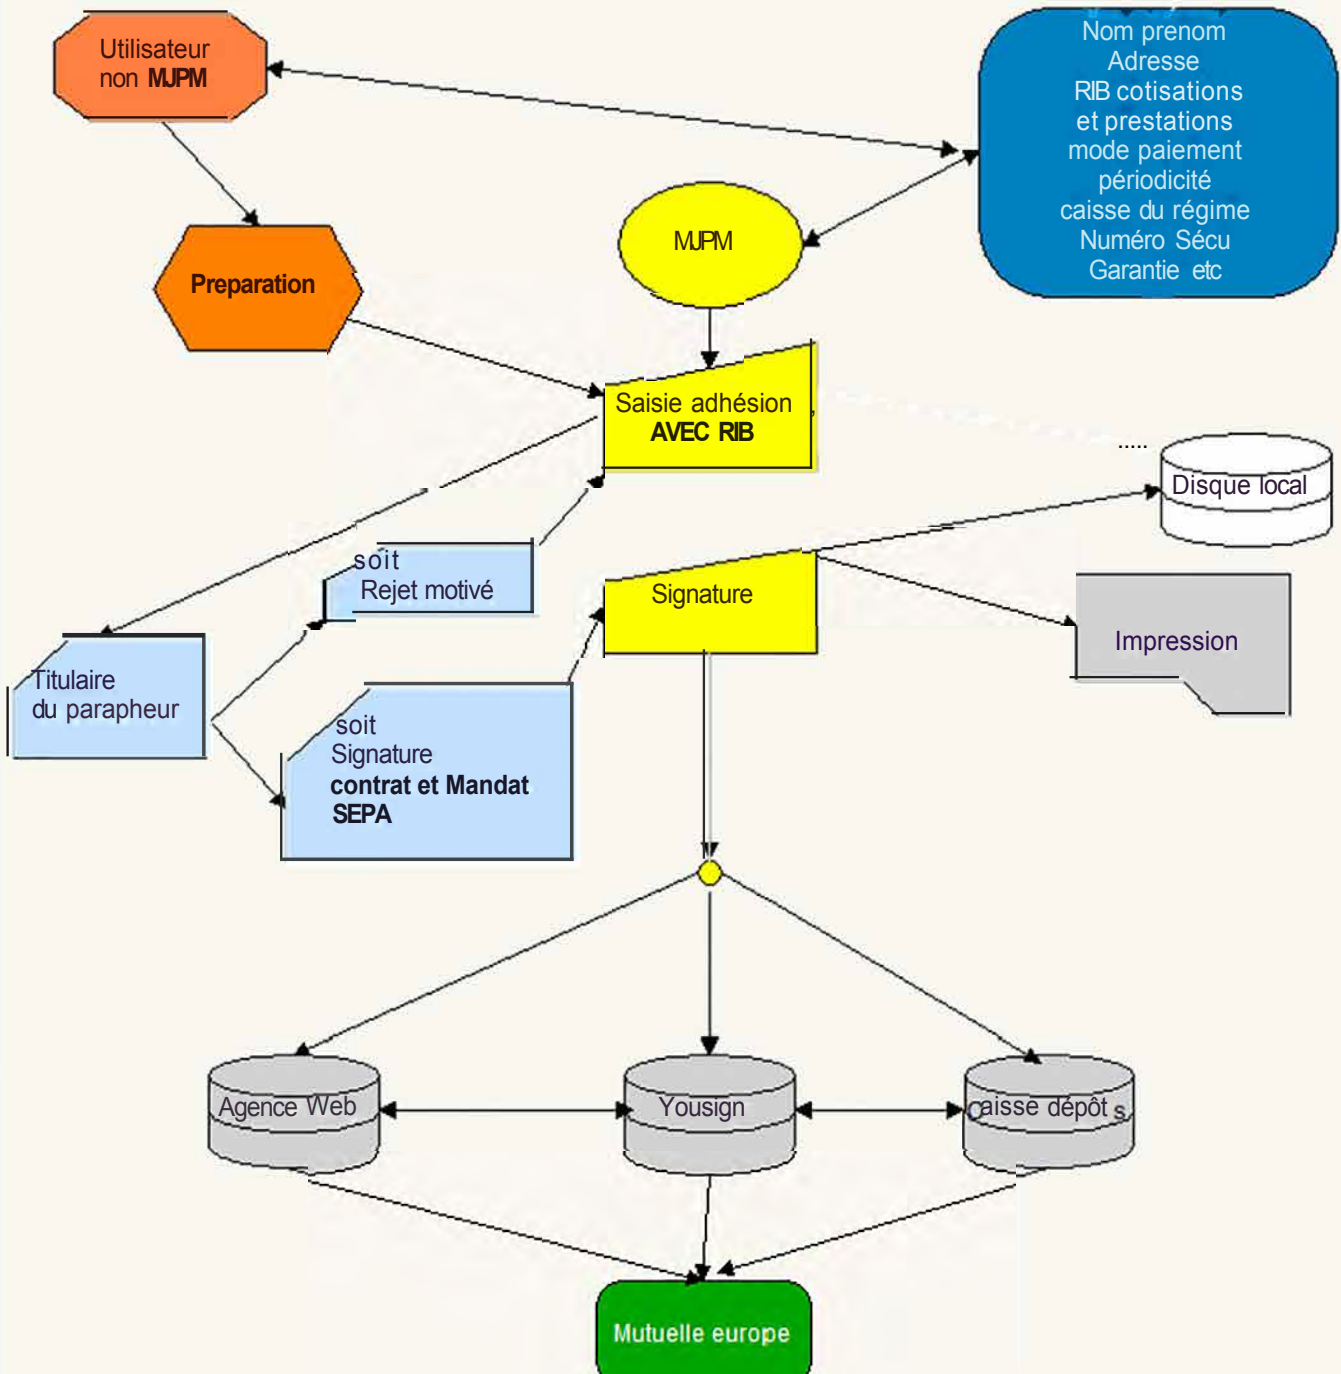 Utilisateur
non MJPM
Nom prenom
Adresse
RIB cotisations
et prestations
mode paiement
périodicité
caisse du régime
Numéro Sécu
Garantie etc
MJPM
Preparation
Saisie adhésion
AVEC RIB
.....
Disque local
soit
Rejet motivé
Signature
Impression
Titulaire
du parapheur
soit
Signature
contrat et Mandat
SEPA
Agence Web
Yousign
Caisse dépôts
Mutuelle europe